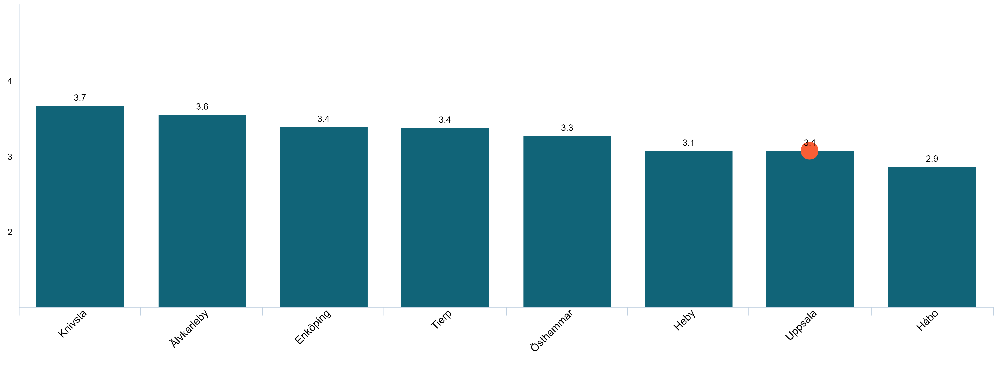 4
3
2
3.7
3.6
3.4
3.4
3.3
3.1
3.1
2.9
Knivsta
Älvkarleby
Enköping
Tierp
Östhammar
Heby
Uppsala
Håbo